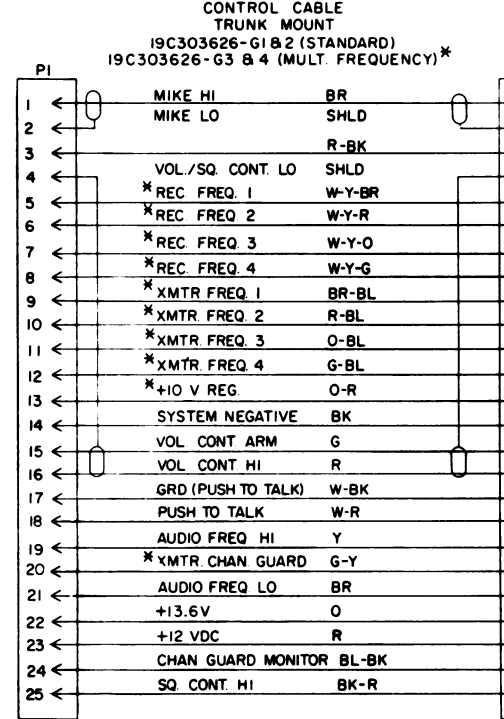 CONTROL CABLE
TRUNK MOUNT
19C303626-G1 & 2 (STANDARD)
19C303626-G3 & 4 (MULT. FREQUENCY)*
P1
1 MIKE HI BR
2 MIKE LO SHLD
3 R-BK
4 VOL./SQ. CONT. LO SHLD
5 *REC. FREQ. 1 W-Y-BR
6 *REC. FREQ. 2 W-Y-R
7 *REC. FREQ. 3 W-Y-O
8 *REC. FREQ. 4 W-Y-G
9 *XMTR FREQ. 1 BR-BL
10 *XMTR. FREQ. 2 R-BL
11 *XMTR. FREQ. 3 O-BL
12 *XMTR. FREQ. 4 G-BL
13 *+10 V REG. O-R
14 SYSTEM NEGATIVE BK
15 VOL CONT ARM G
16 VOL CONT HI R
17 GRD (PUSH TO TALK) W-BK
18 PUSH TO TALK W-R
19 AUDIO FREQ HI Y
20 *XMTR. CHAN. GUARD G-Y
21 AUDIO FREQ LO BR
22 +13.6V O
23 +12 VDC R
24 CHAN GUARD MONITOR BL-BK
25 SQ. CONT. HI BK-R